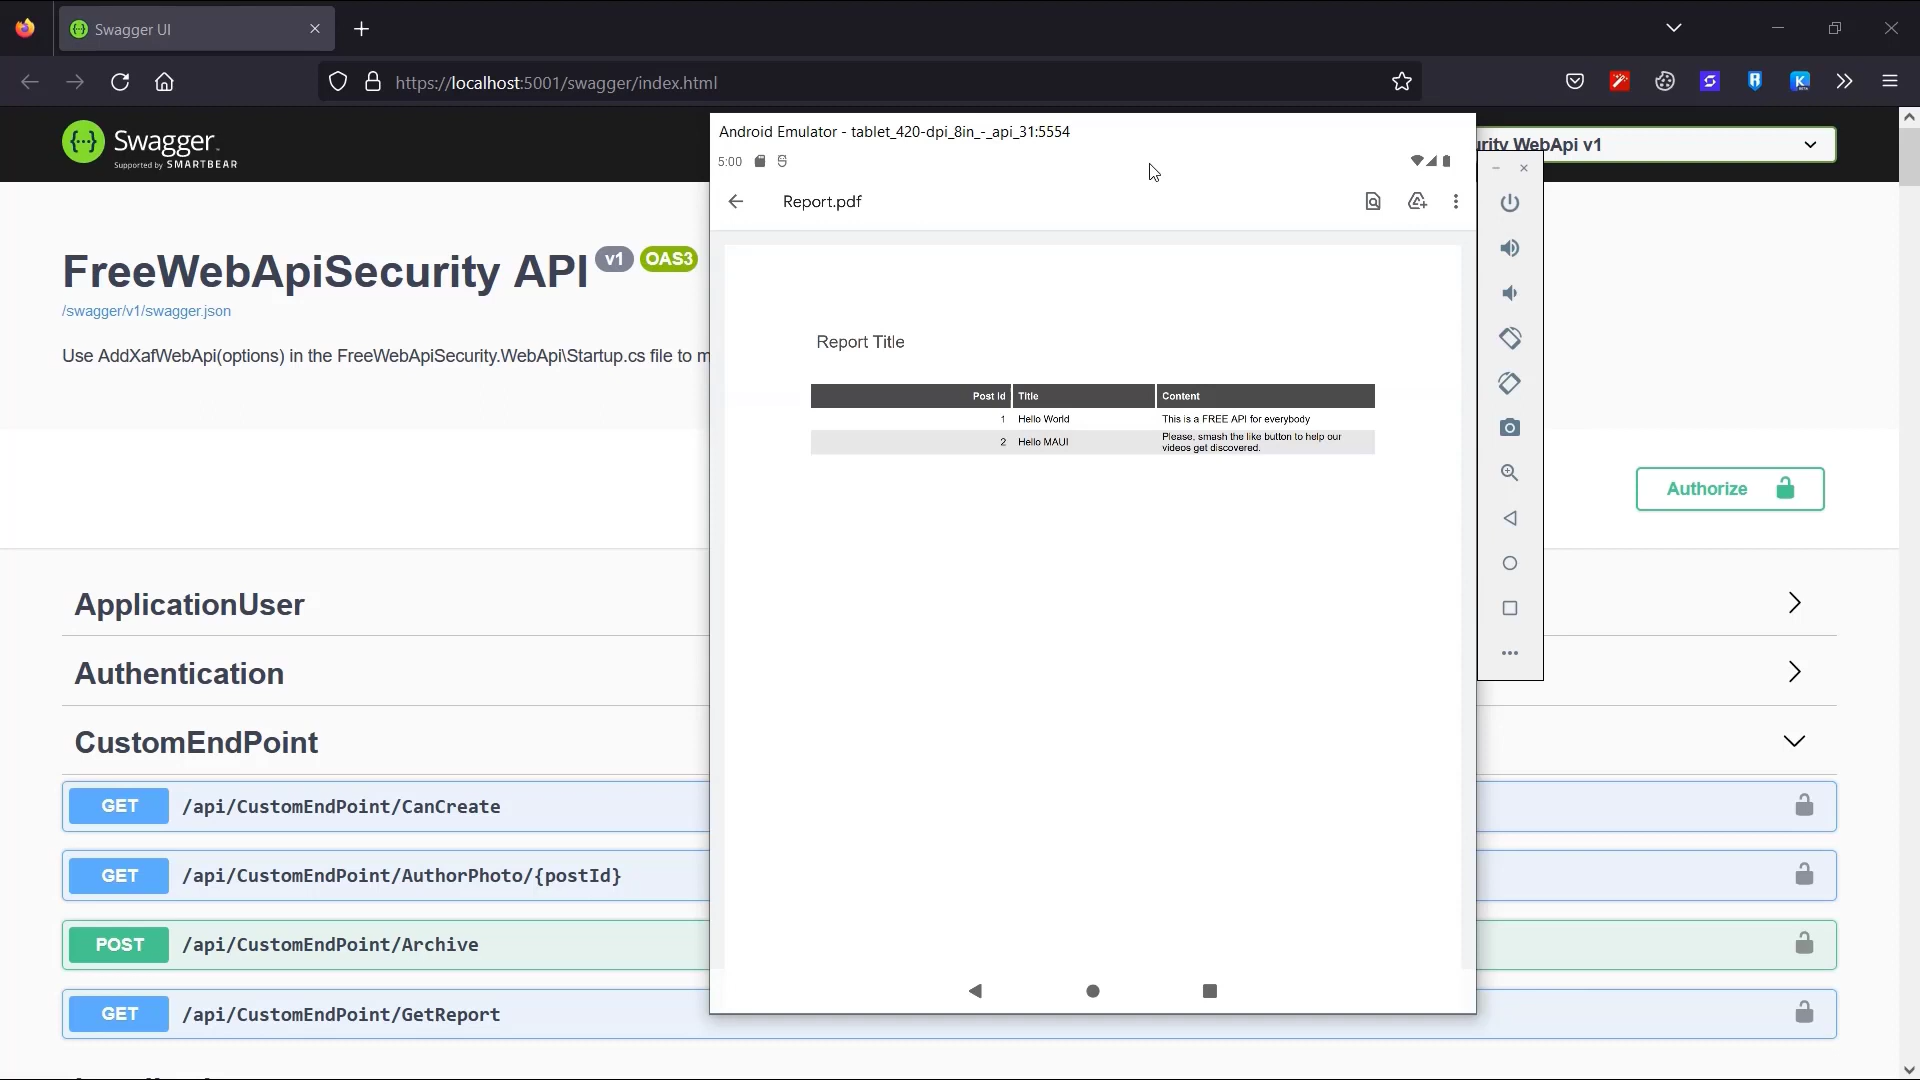 Swagger UI
https://localhost:5001/swagger/index.html
Swagger
Supported by SMARTBEAR
WebApi v1
FreeWebApiSecurity API v1 OAS3
/swagger/v1/swagger.json
Use AddXafWebApi(options) in the FreeWebApiSecurity.WebApi\Startup.cs file to m
Authorize
ApplicationUser
Authentication
CustomEndPoint
GET /api/CustomEndPoint/CanCreate
GET /api/CustomEndPoint/AuthorPhoto/{postId}
POST /api/CustomEndPoint/Archive
GET /api/CustomEndPoint/GetReport
Android Emulator - tablet_420-dpi_8in_-_api_31:5554
5:00
Report.pdf
Report Title
Post Id Title Content
1 Hello World This is a FREE API for everybody
2 Hello MAUI Please, smash the like button to help our
videos get discovered.